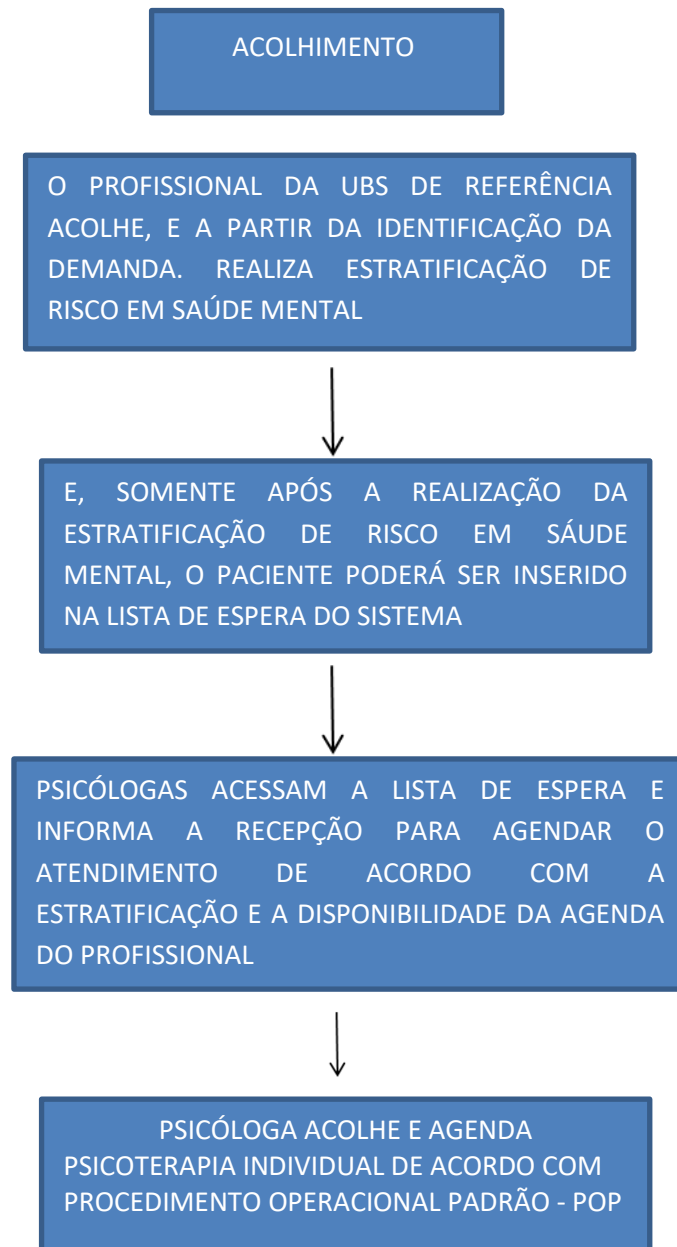 ACOLHIMENTO
O PROFISSIONAL DA UBS DE REFERÊNCIA
ACOLHE, E A PARTIR DA IDENTIFICAÇÃO DA
DEMANDA. REALIZA ESTRATIFICAÇÃO DE
RISCO EM SAÚDE MENTAL
E, SOMENTE APÓS A REALIZAÇÃO DA
ESTRATIFICAÇÃO DE RISCO EM SÁUDE
MENTAL, O PACIENTE PODERÁ SER INSERIDO
NA LISTA DE ESPERA DO SISTEMA
PSICÓLOGAS ACESSAM A LISTA DE ESPERA E
INFORMA A RECEPÇÃO PARA AGENDAR O
ATENDIMENTO DE ACORDO COM A
ESTRATIFICAÇÃO E A DISPONIBILIDADE DA AGENDA
DO PROFISSIONAL
PSICÓLOGA ACOLHE E AGENDA
PSICOTERAPIA INDIVIDUAL DE ACORDO COM
PROCEDIMENTO OPERACIONAL PADRÃO - POP